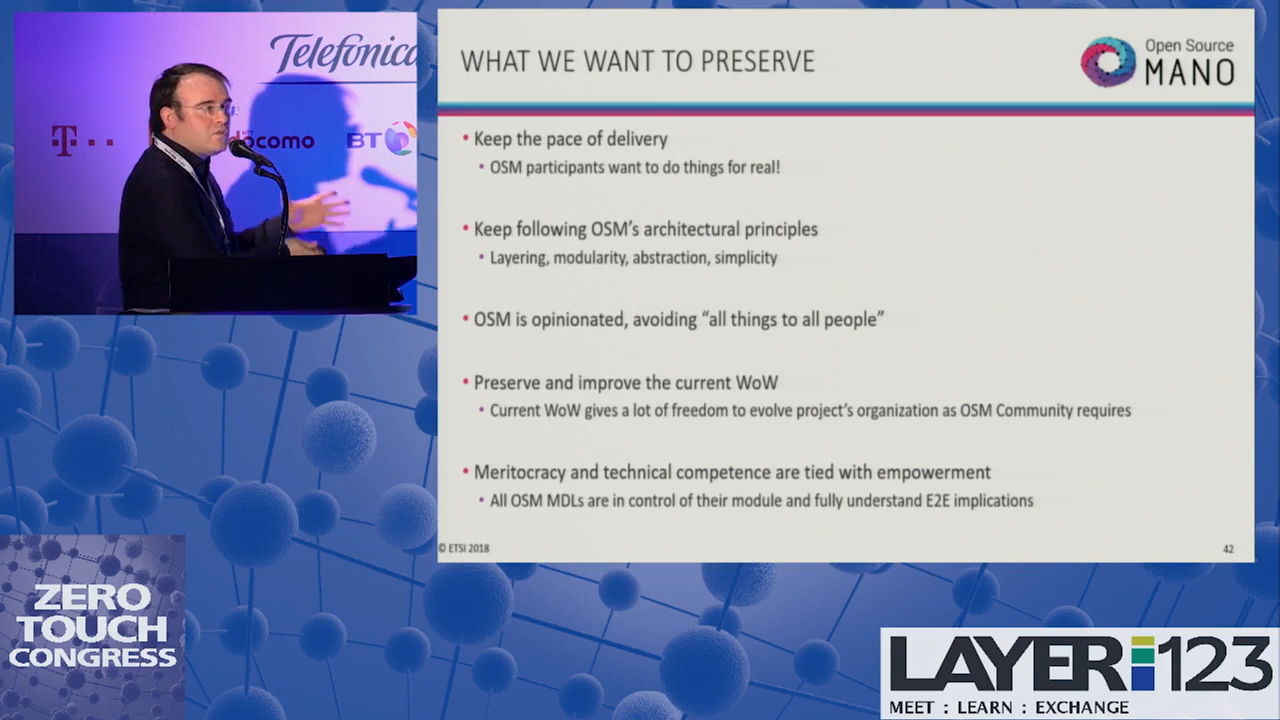 Telefónica
T
docomo
BT
WHAT WE WANT TO PRESERVE
Open Source
MANO
• Keep the pace of delivery
• OSM participants want to do things for real!
• Keep following OSM's architectural principles
• Layering, modularity, abstraction, simplicity
• OSM is opinionated, avoiding “all things to all people”
• Preserve and improve the current WoW
• Current WoW gives a lot of freedom to evolve project's organization as OSM Community requires
• Meritocracy and technical competence are tied with empowerment
• All OSM MDLs are in control of their module and fully understand E2E implications
© ETSI 2018
42
ZERO
TOUCH
CONGRESS
LAYER123
MEET : LEARN : EXCHANGE